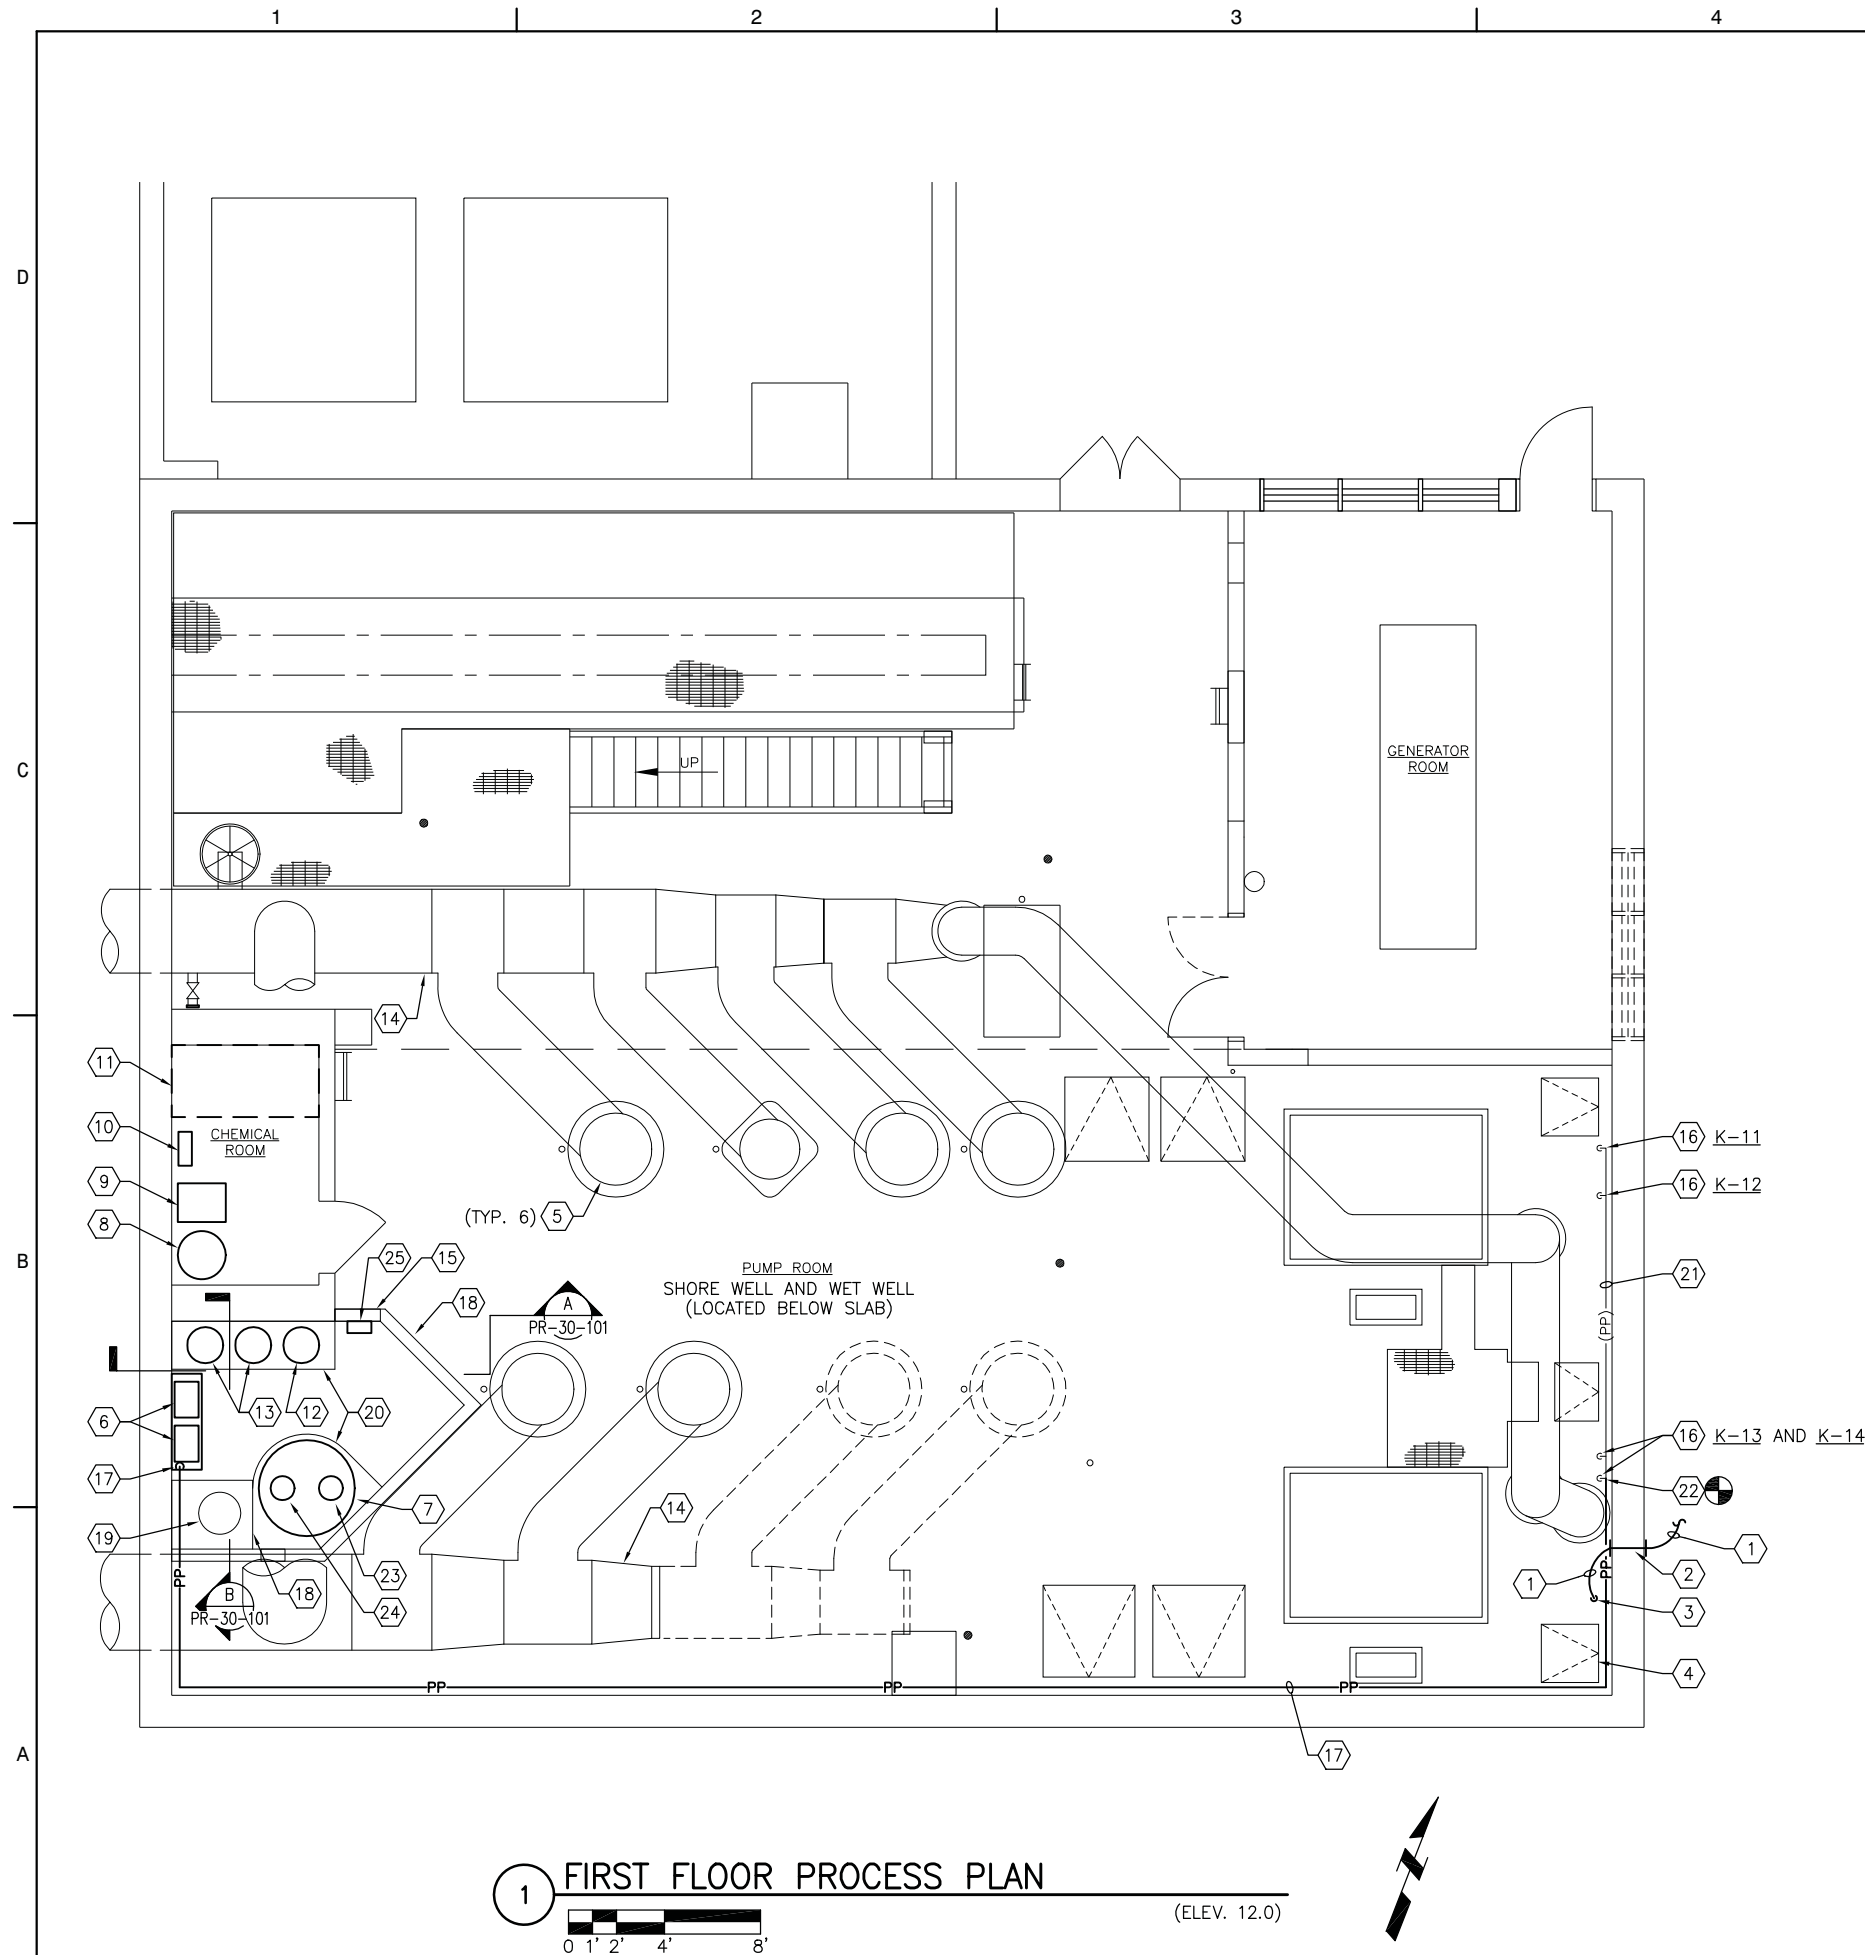 1 2 3 4
D
C
UP
GENERATOR
ROOM
14
11
10
CHEMICAL
ROOM
16 K-11
9
16 K-12
(TYP. 6) 5
8
B
25 15
PUMP ROOM
SHORE WELL AND WET WELL
(LOCATED BELOW SLAB)
21
18
A
PR-30-101
(PP)
6
13 12 20
16 K-13 AND K-14
17
7
22
14
19
1
2
1
PP
PP
23
18
B
PR-30-101
24
3
4
PP PP PP
17
A
1 FIRST FLOOR PROCESS PLAN
(ELEV. 12.0)
0 1' 2' 4' 8'